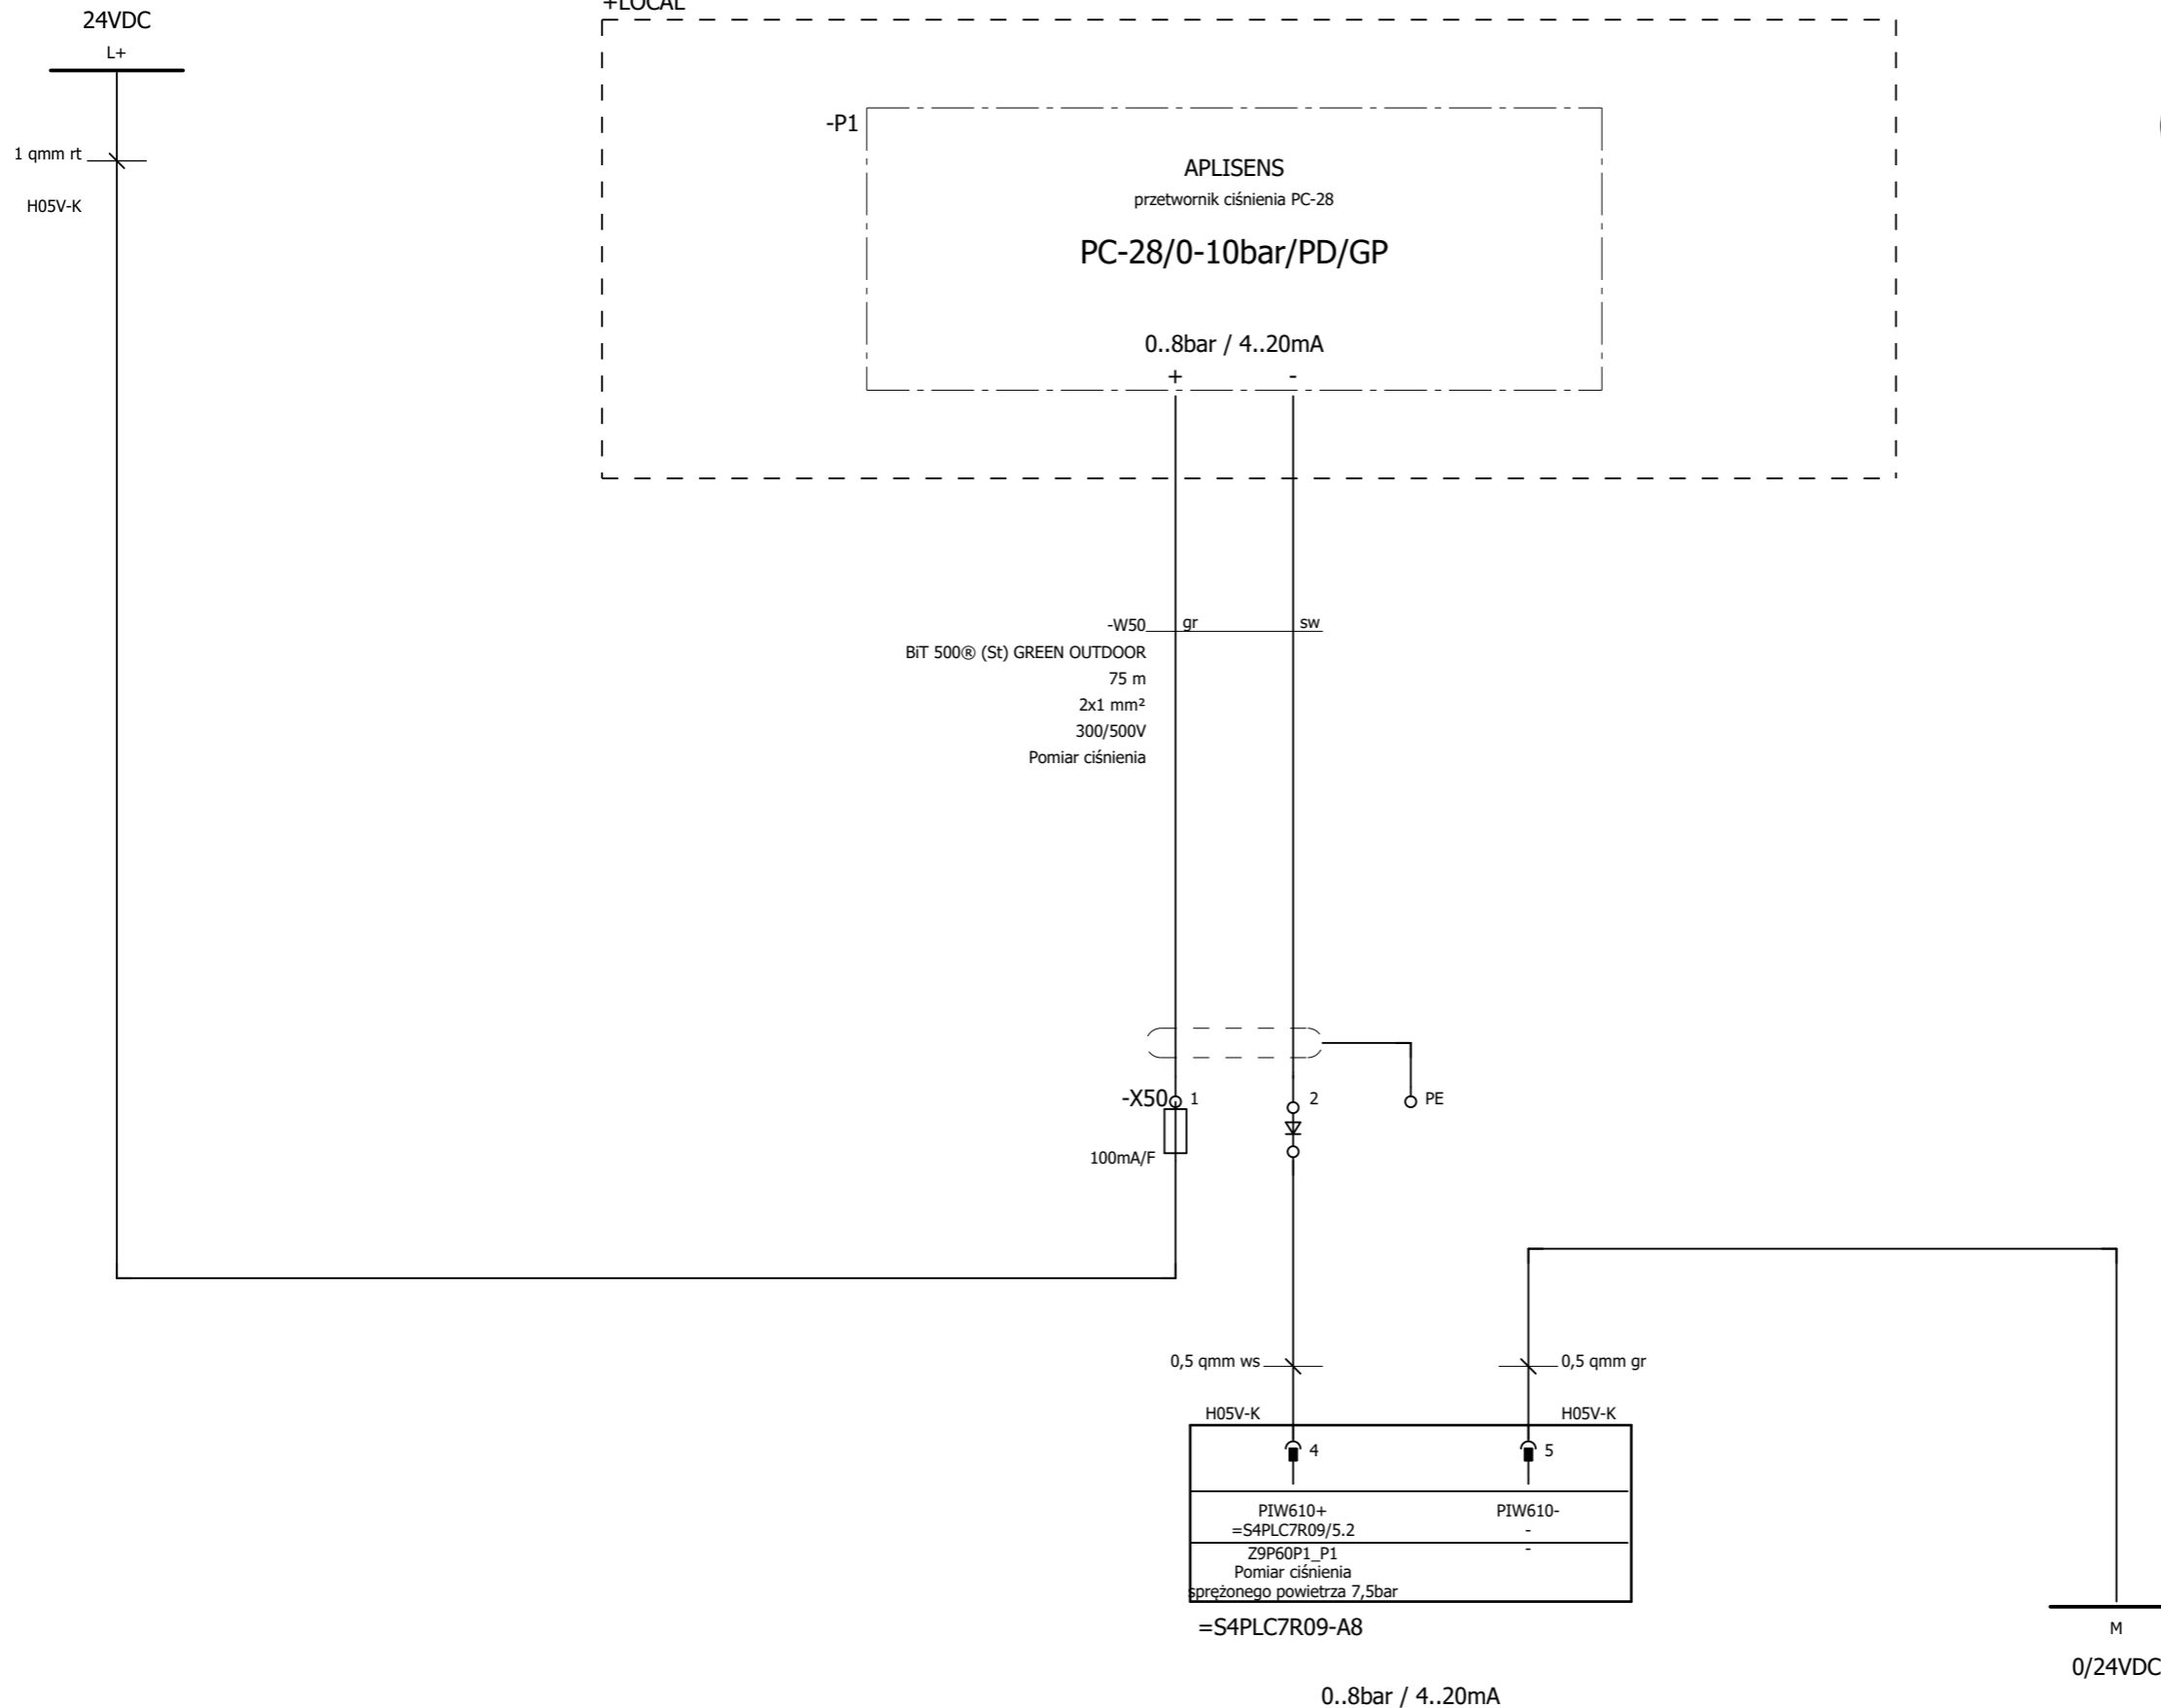 +LOCAL
24VDC
L+
1 qmm rt
H05V-K
-P1
APLISENS
przetwornik ciśnienia PC-28
PC-28/0-10bar/PD/GP
0..8bar / 4..20mA
+ -
-W50 gr sw
BiT 500® (St) GREEN OUTDOOR
75 m
2x1 mm²
300/500V
Pomiar ciśnienia
-X50 1 2 PE
100mA/F
0,5 qmm ws 0,5 qmm gr
H05V-K H05V-K
4 5
PIW610+ PIW610-
=S4PLC7R09/5.2 -
Z9P60P1_P1 -
Pomiar ciśnienia
sprężonego powietrza 7,5bar
=S4PLC7R09-A8
M
0/24VDC
0..8bar / 4..20mA